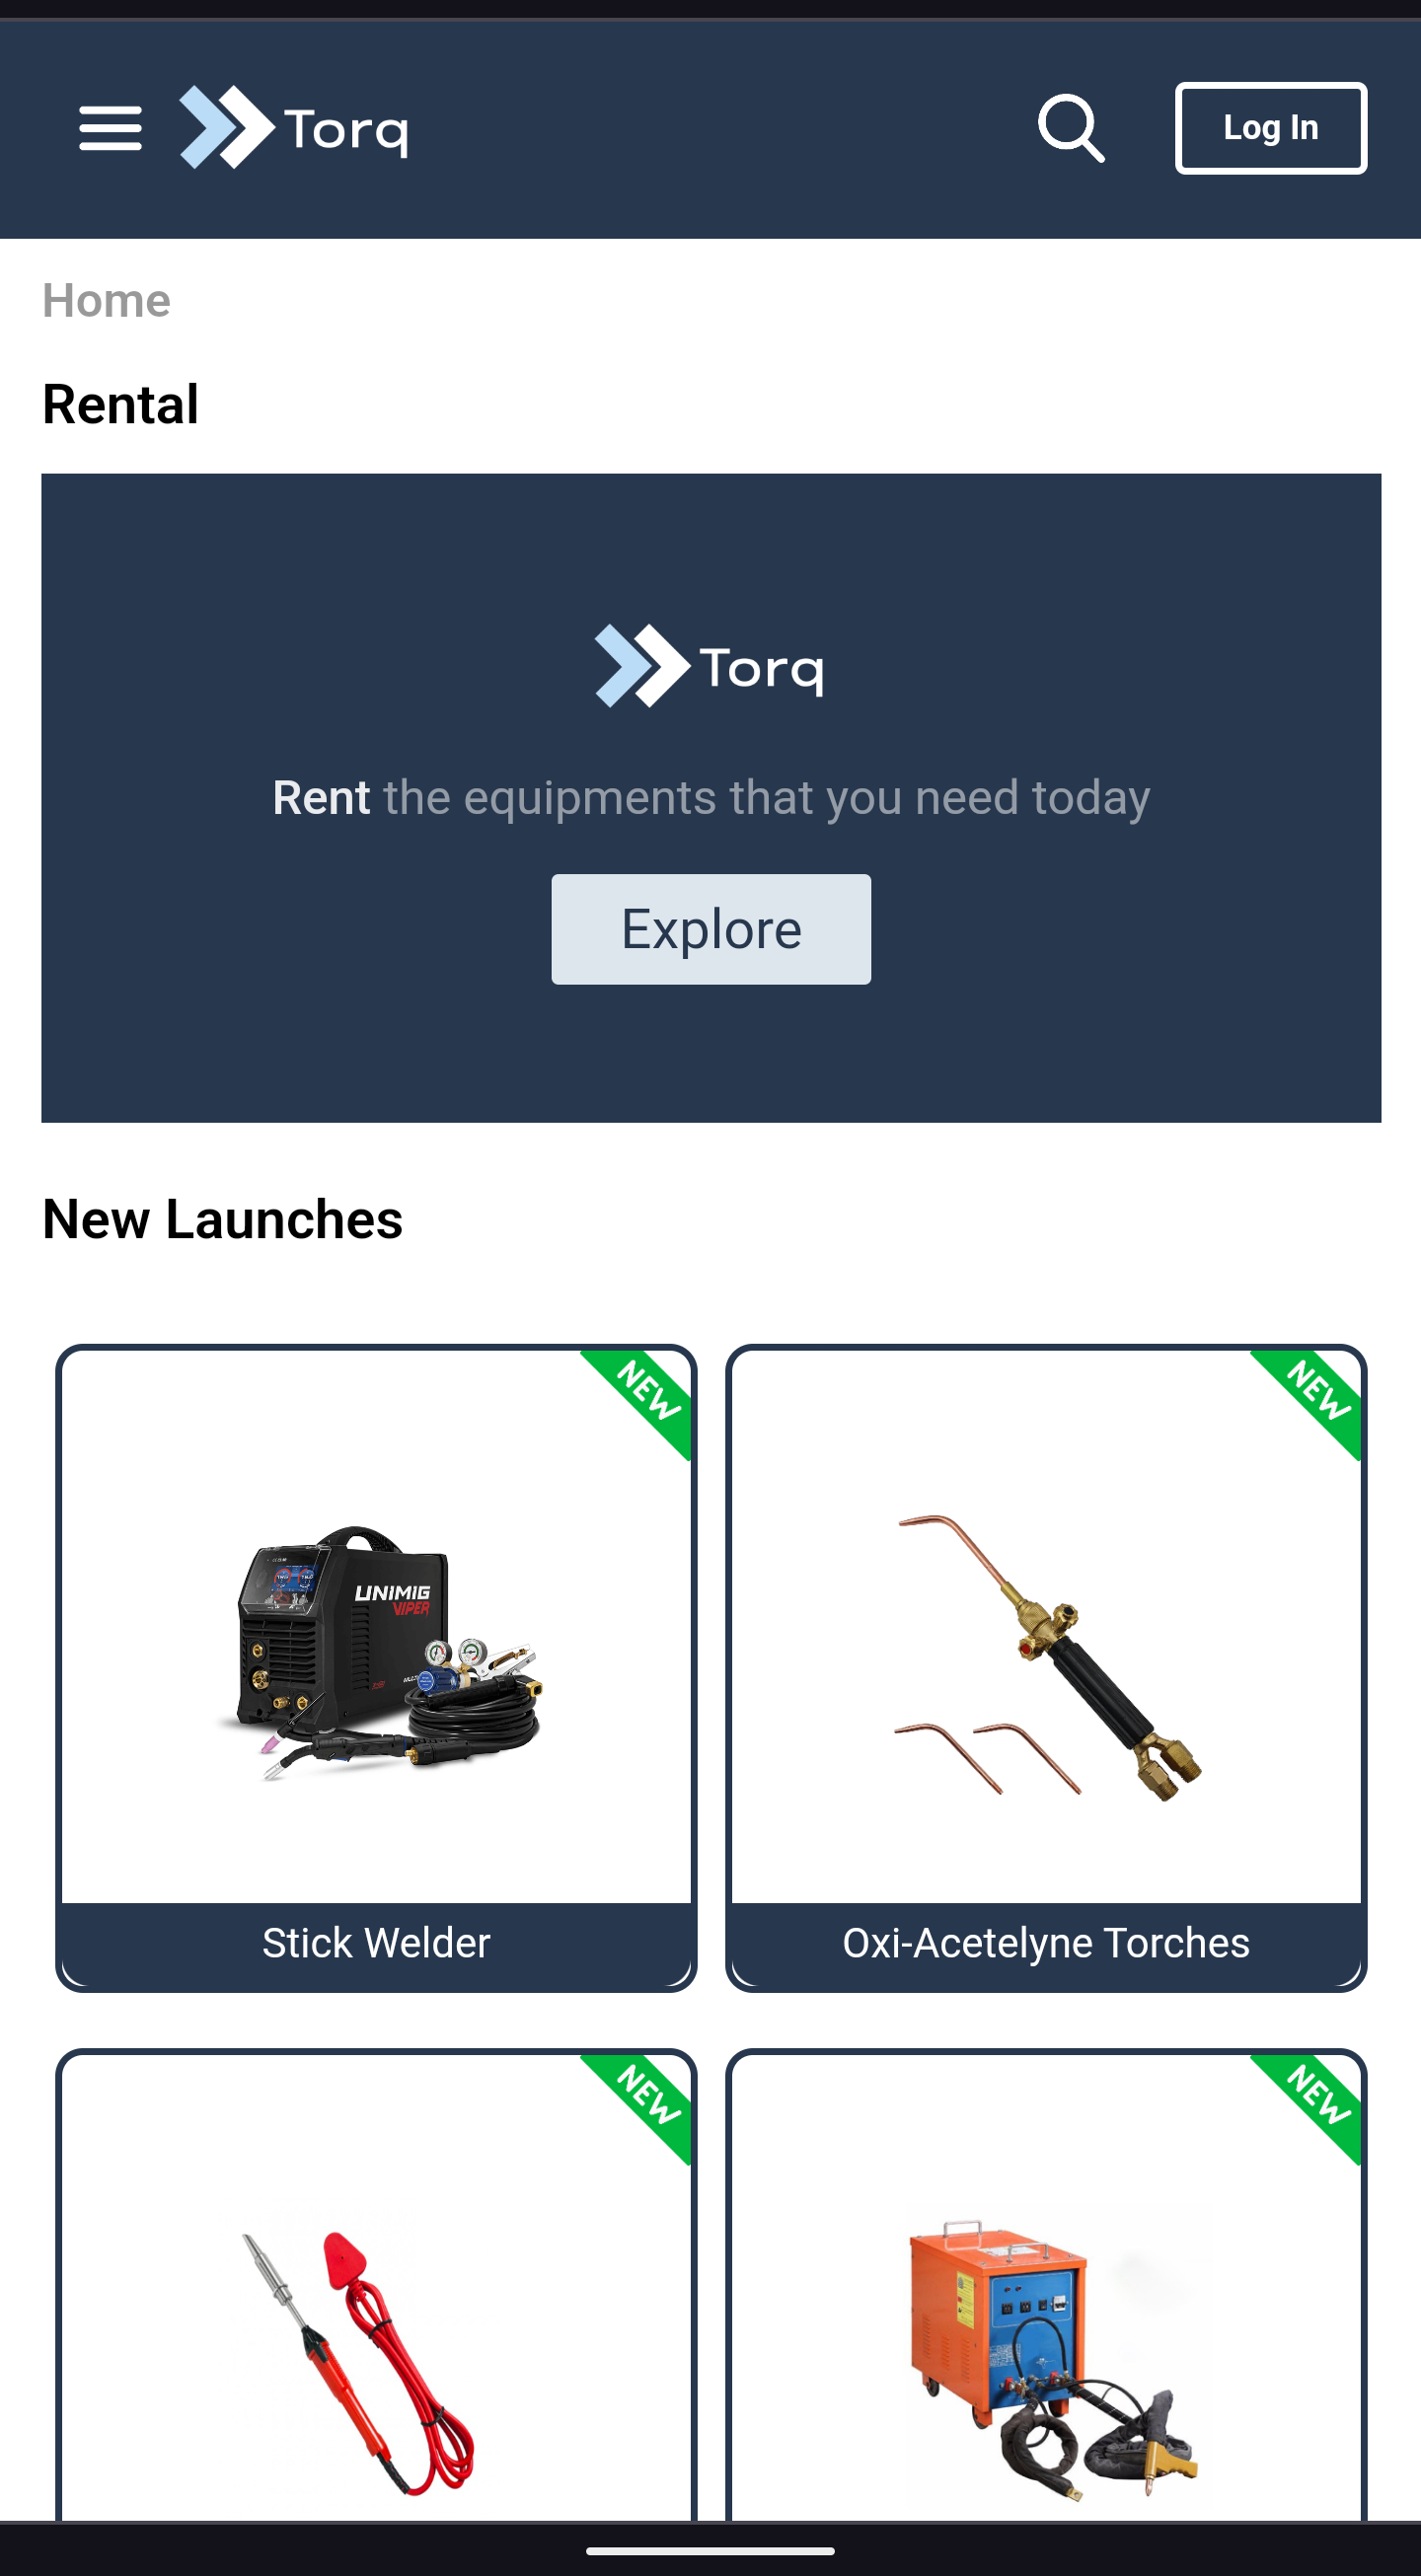 Torq
Log In
Home
Rental
Torq
Rent the equipments that you need today
Explore
New Launches
NEW
NEW
UNIMIG
VIPER
Stick Welder
Oxi-Acetelyne Torches
NEW
NEW